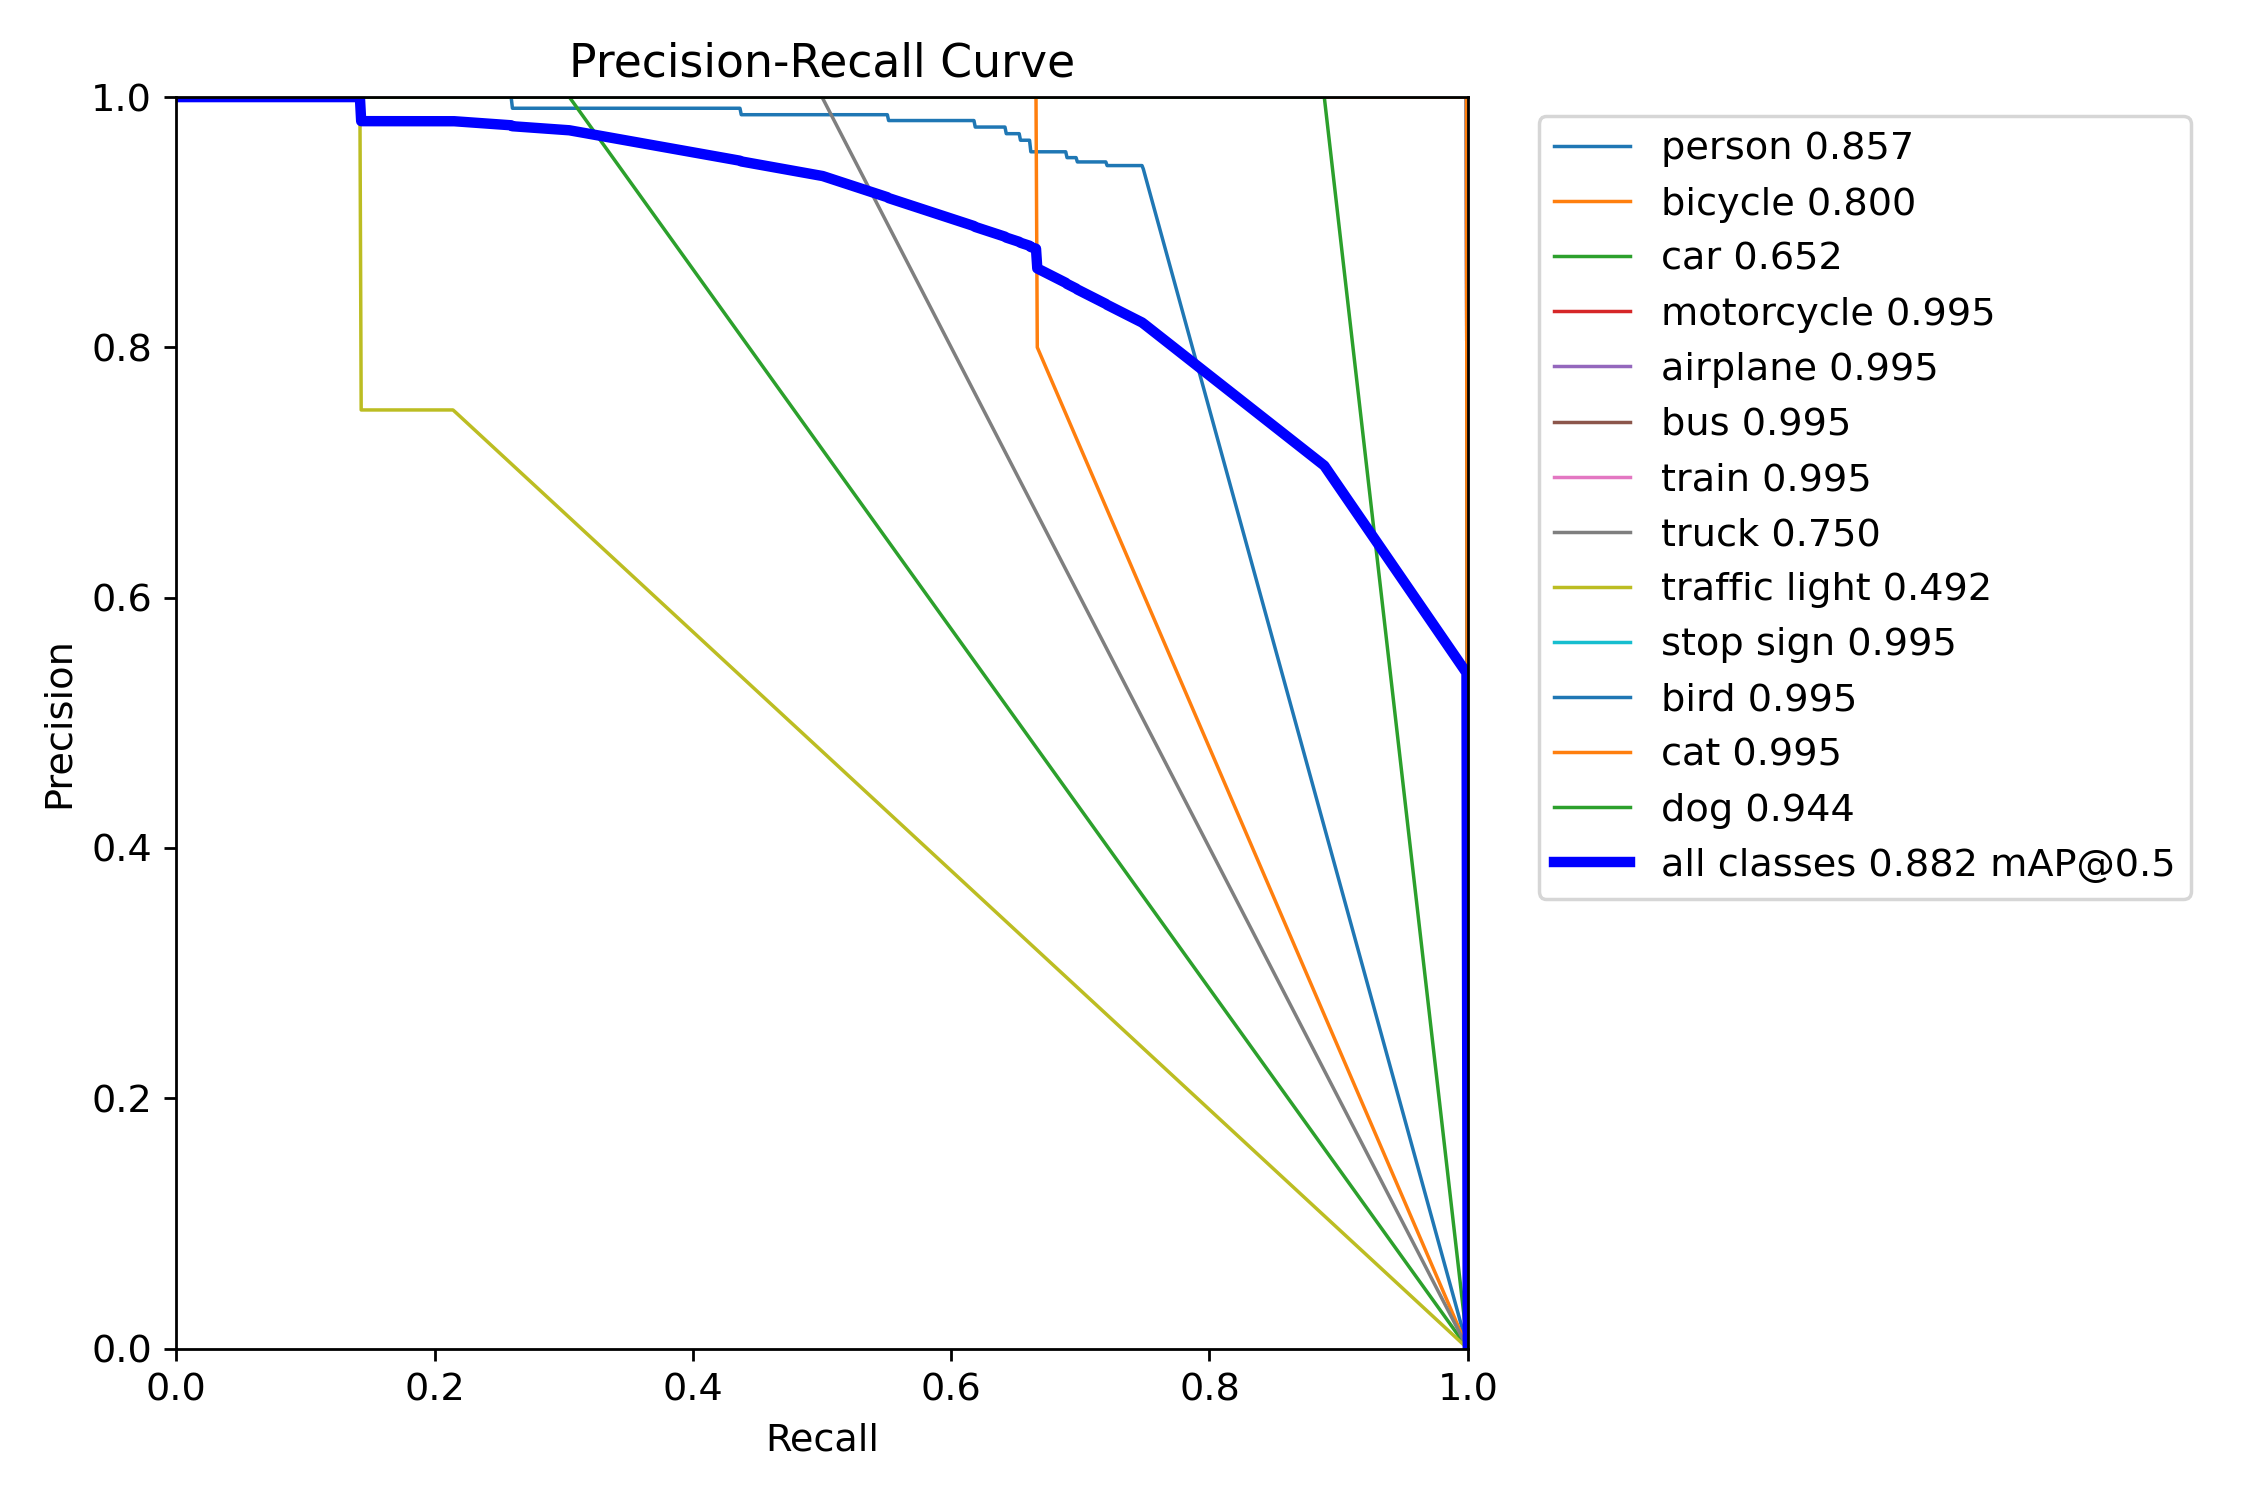 Precision-Recall Curve
1.0
0.8
0.6
0.4
0.2
0.0
Precision
0.0 0.2 0.4 0.6 0.8 1.0
Recall
person 0.857
bicycle 0.800
car 0.652
motorcycle 0.995
airplane 0.995
bus 0.995
train 0.995
truck 0.750
traffic light 0.492
stop sign 0.995
bird 0.995
cat 0.995
dog 0.944
all classes 0.882 mAP@0.5